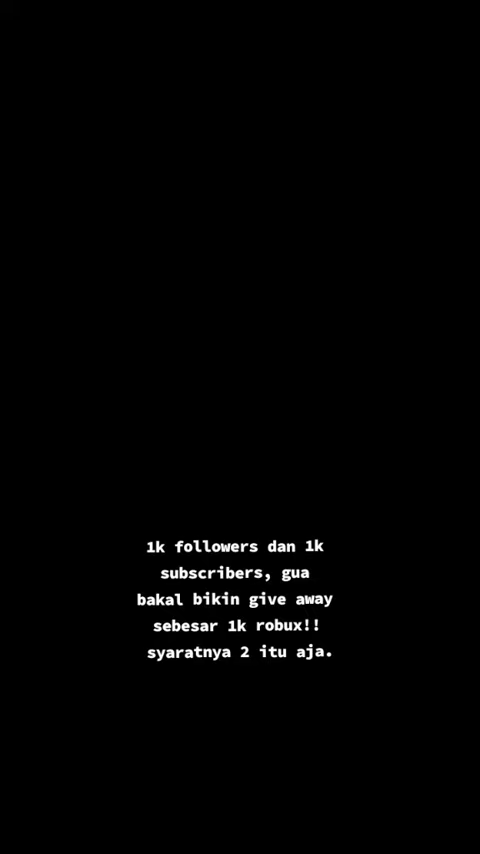 1k followers dan 1k
subscribers, gua
bakal bikin give away
sebesar 1k robux!!
syaratnya 2 itu aja.